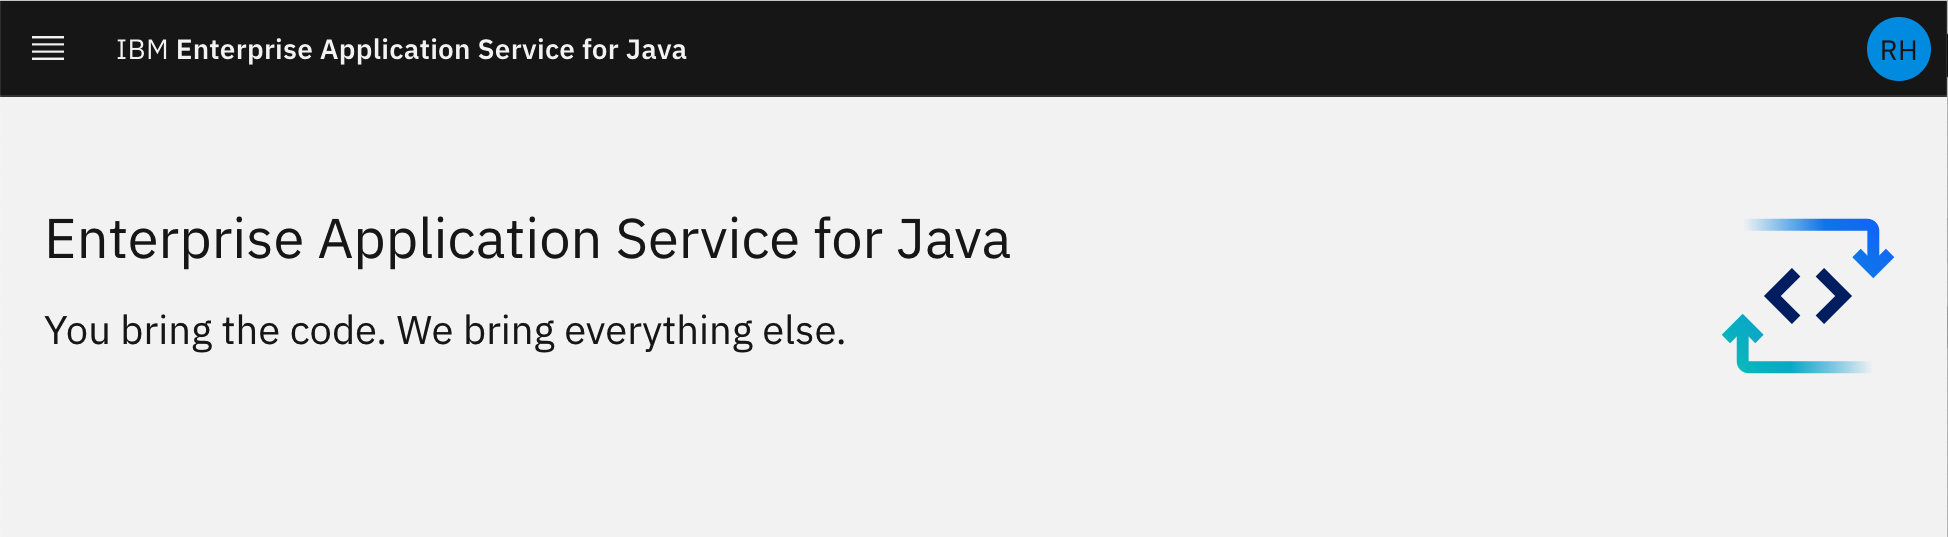 IBM Enterprise Application Service for Java
RH
Enterprise Application Service for Java
You bring the code. We bring everything else.